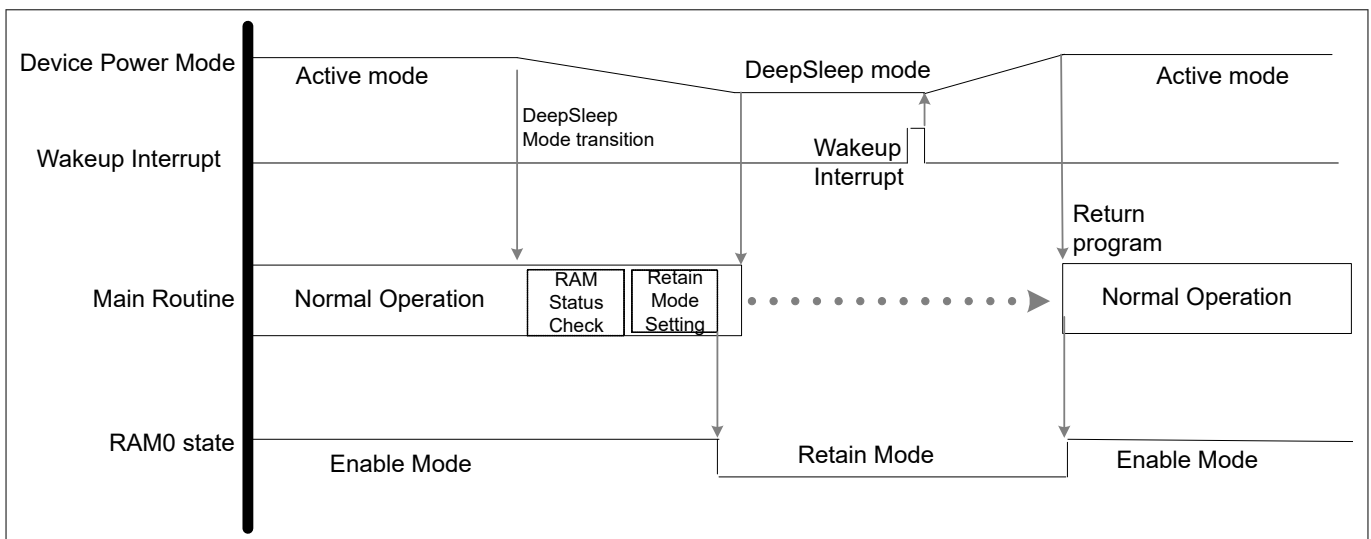 Device Power Mode
Active mode
DeepSleep mode
Active mode
DeepSleep
Mode transition
Wakeup Interrupt
Wakeup
Interrupt
Return
program
Main Routine
Normal Operation
RAM
Status
Check
Retain
Mode
Setting
Normal Operation
RAM0 state
Enable Mode
Retain Mode
Enable Mode